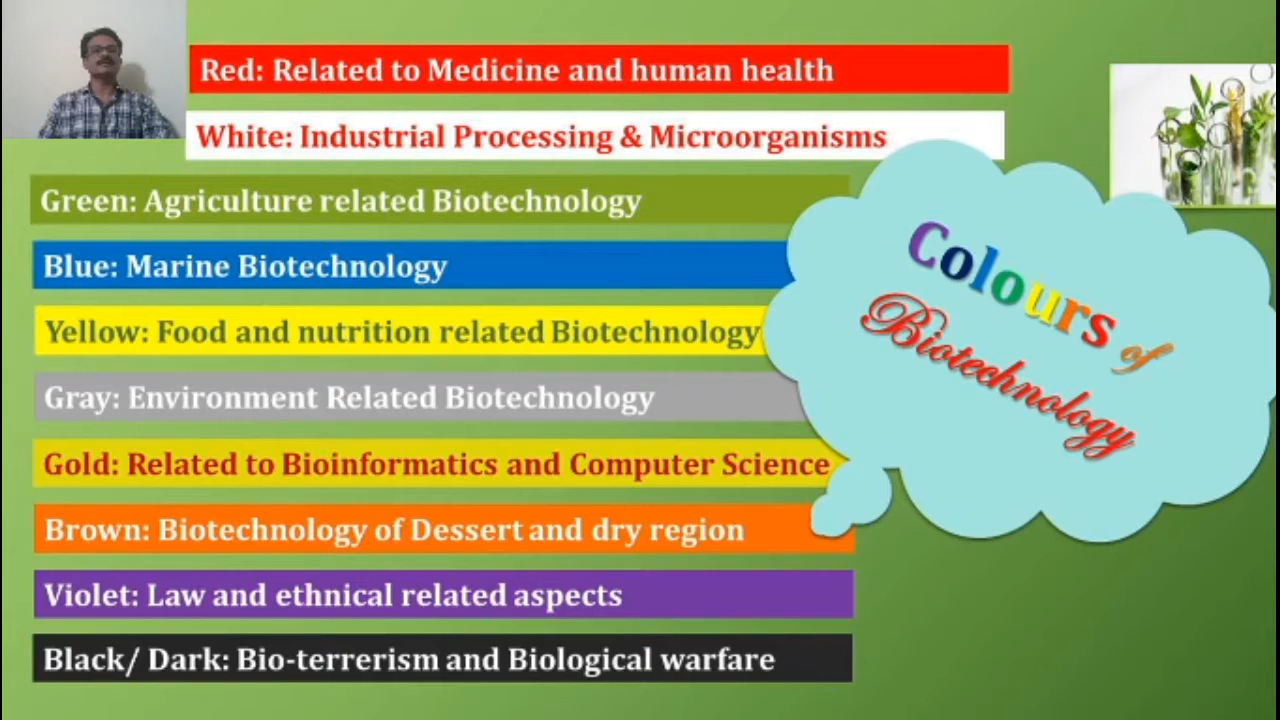 Red: Related to Medicine and human health
White: Industrial Processing & Microorganisms
Green: Agriculture related Biotechnology
Blue: Marine Biotechnology
Yellow: Food and nutrition related Biotechnology
Gray: Environment Related Biotechnology
Gold: Related to Bioinformatics and Computer Science
Brown: Biotechnology of Dessert and dry region
Violet: Law and ethnical related aspects
Black/ Dark: Bio-terrerism and Biological warfare
Colours of
Biotechnology